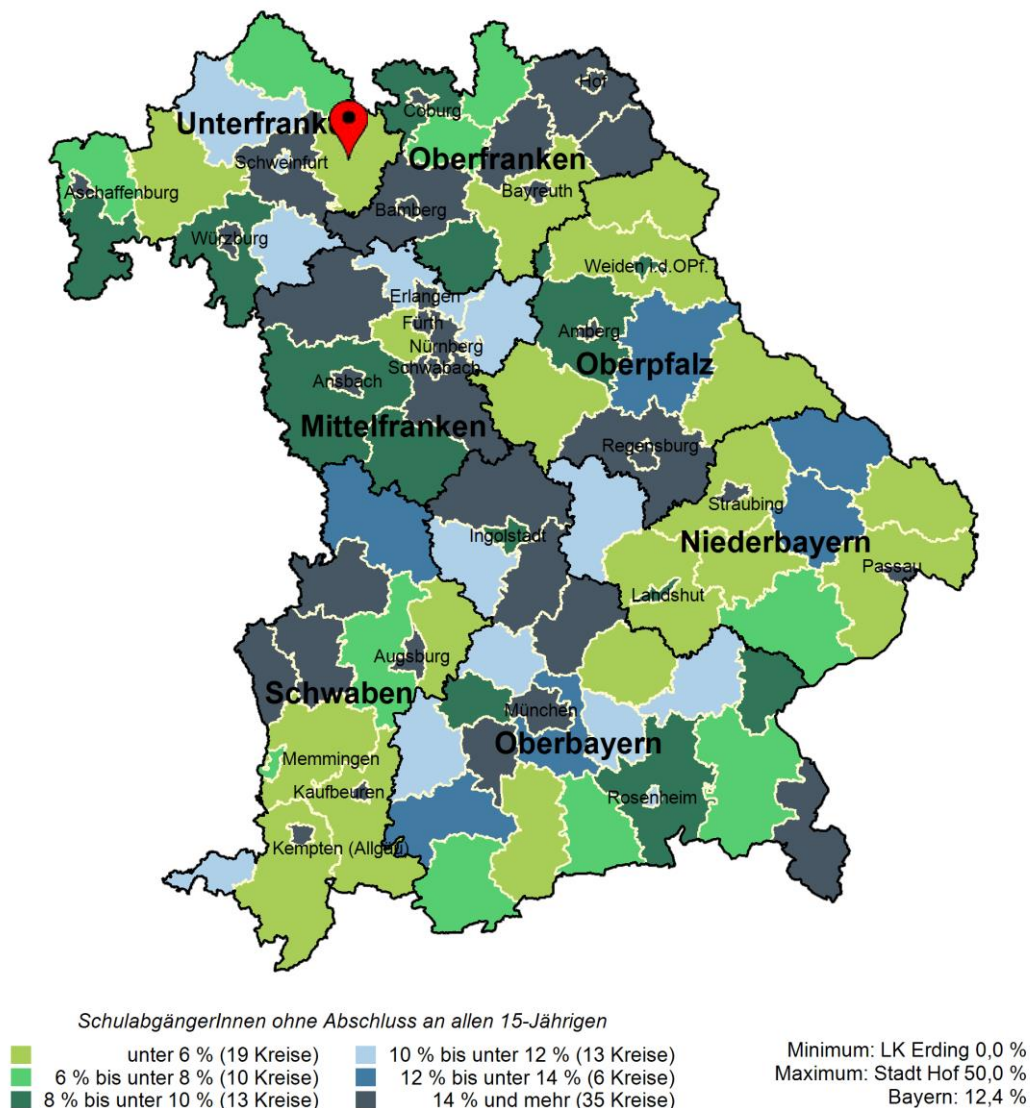 Hof
Coburg
Unterfrank
Oberfranken
Schweinfurt
Aschaffenburg
Bayreuth
Bamberg
Würzburg
Weiden i.d.OPf.
Erlangen
Fürth
Amberg
Nürnberg
Oberpfalz
Schwabach
Ansbach
Mittelfranken
Regensburg
Straubing
Ingolstadt
Niederbayern
Passau
Landshut
Augsburg
Schwaben
München
Oberbayern
Memmingen
Kaufbeuren
Rosenheim
Kempten (Allgäu)
SchulabgängerInnen ohne Abschluss an allen 15-Jährigen
unter 6 % (19 Kreise)
6 % bis unter 8 % (10 Kreise)
8 % bis unter 10 % (13 Kreise)
10 % bis unter 12 % (13 Kreise)
12 % bis unter 14 % (6 Kreise)
14 % und mehr (35 Kreise)
Minimum: LK Erding 0,0 %
Maximum: Stadt Hof 50,0 %
Bayern: 12,4 %